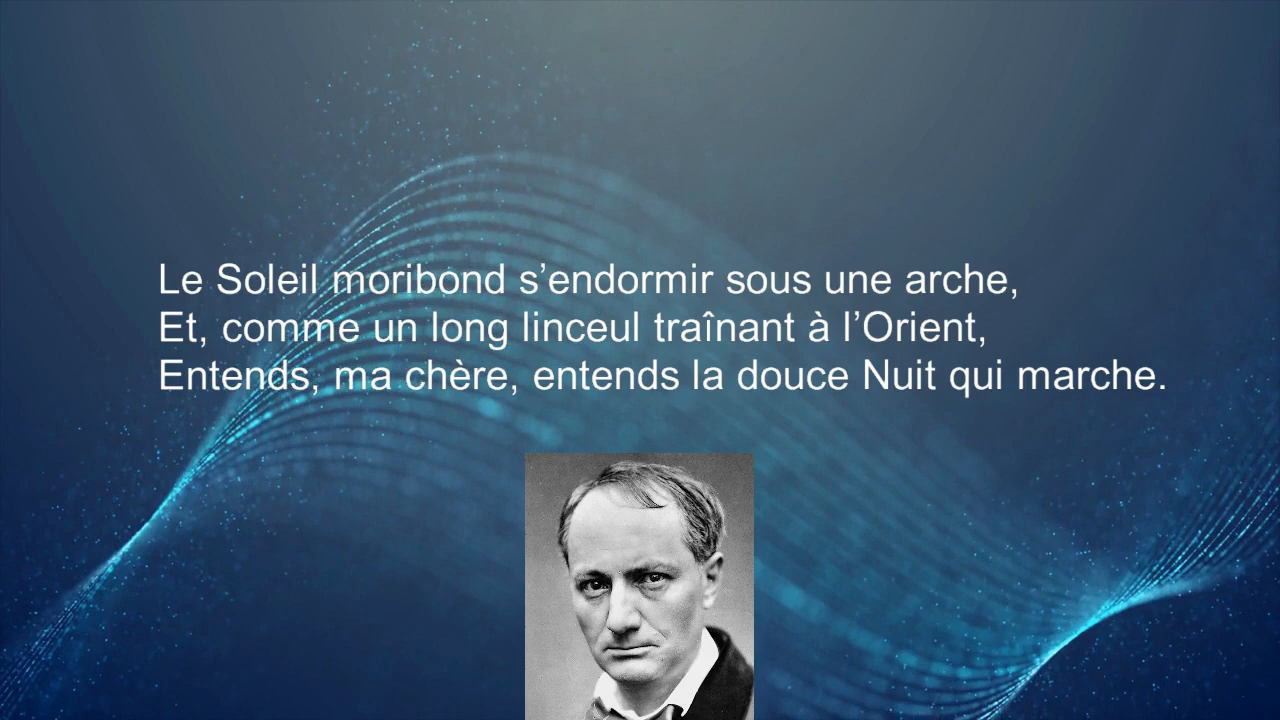 Le Soleil moribond s’endormir sous une arche,
Et, comme un long linceul traînant à l’Orient,
Entends, ma chère, entends la douce Nuit qui marche.